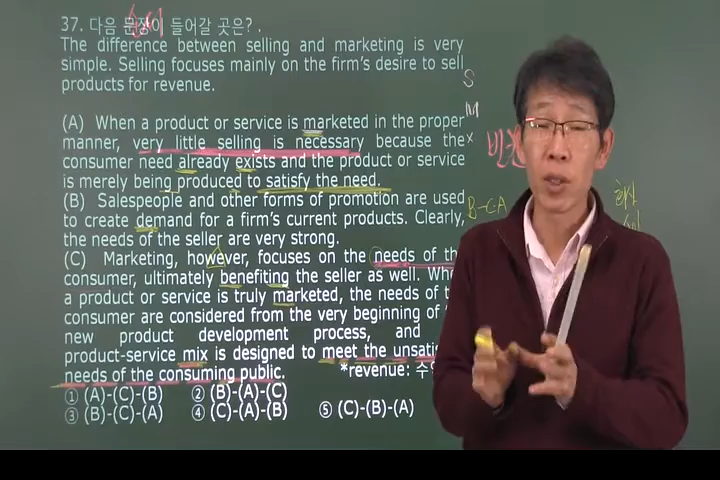 37. 다음 문장이 들어갈 곳은? .
The difference between selling and marketing is very
simple. Selling focuses mainly on the firm's desire to sell
products for revenue.
S
M
(A) When a product or service is marketed in the proper
manner, very little selling is necessary because the
consumer need already exists and the product or service
is merely being produced to satisfy the need.
(B) Salespeople and other forms of promotion are used
to create demand for a firm's current products. Clearly,
the needs of the seller are very strong.
B-C-A
(C) Marketing, however, focuses on the needs of th
consumer, ultimately benefiting the seller as well. Whe
a product or service is truly marketed, the needs of t
consumer are considered from the very beginning of
new product development process, and
product-service mix is designed to meet the unsatis
needs of the consuming public. *revenue: 수
① (A)-(C)-(B) ② (B)-(A)-(C)
③ (B)-(C)-(A) ④ (C)-(A)-(B) ⑤ (C)-(B)-(A)